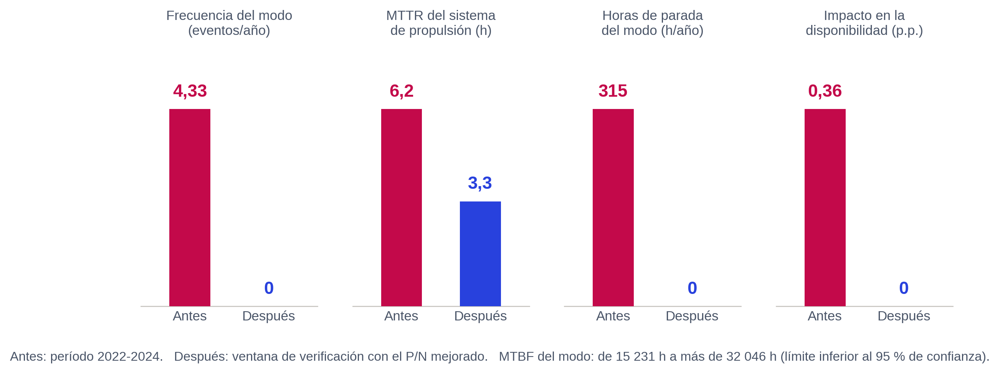 Frecuencia del modo
(eventos/año)
4,33
0
Antes
Después
MTTR del sistema
de propulsión (h)
6,2
3,3
Antes
Después
Horas de parada
del modo (h/año)
315
0
Antes
Después
Impacto en la
disponibilidad (p.p.)
0,36
0
Antes
Después
Antes: período 2022-2024.   Después: ventana de verificación con el P/N mejorado.   MTBF del modo: de 15 231 h a más de 32 046 h (límite inferior al 95 % de confianza).